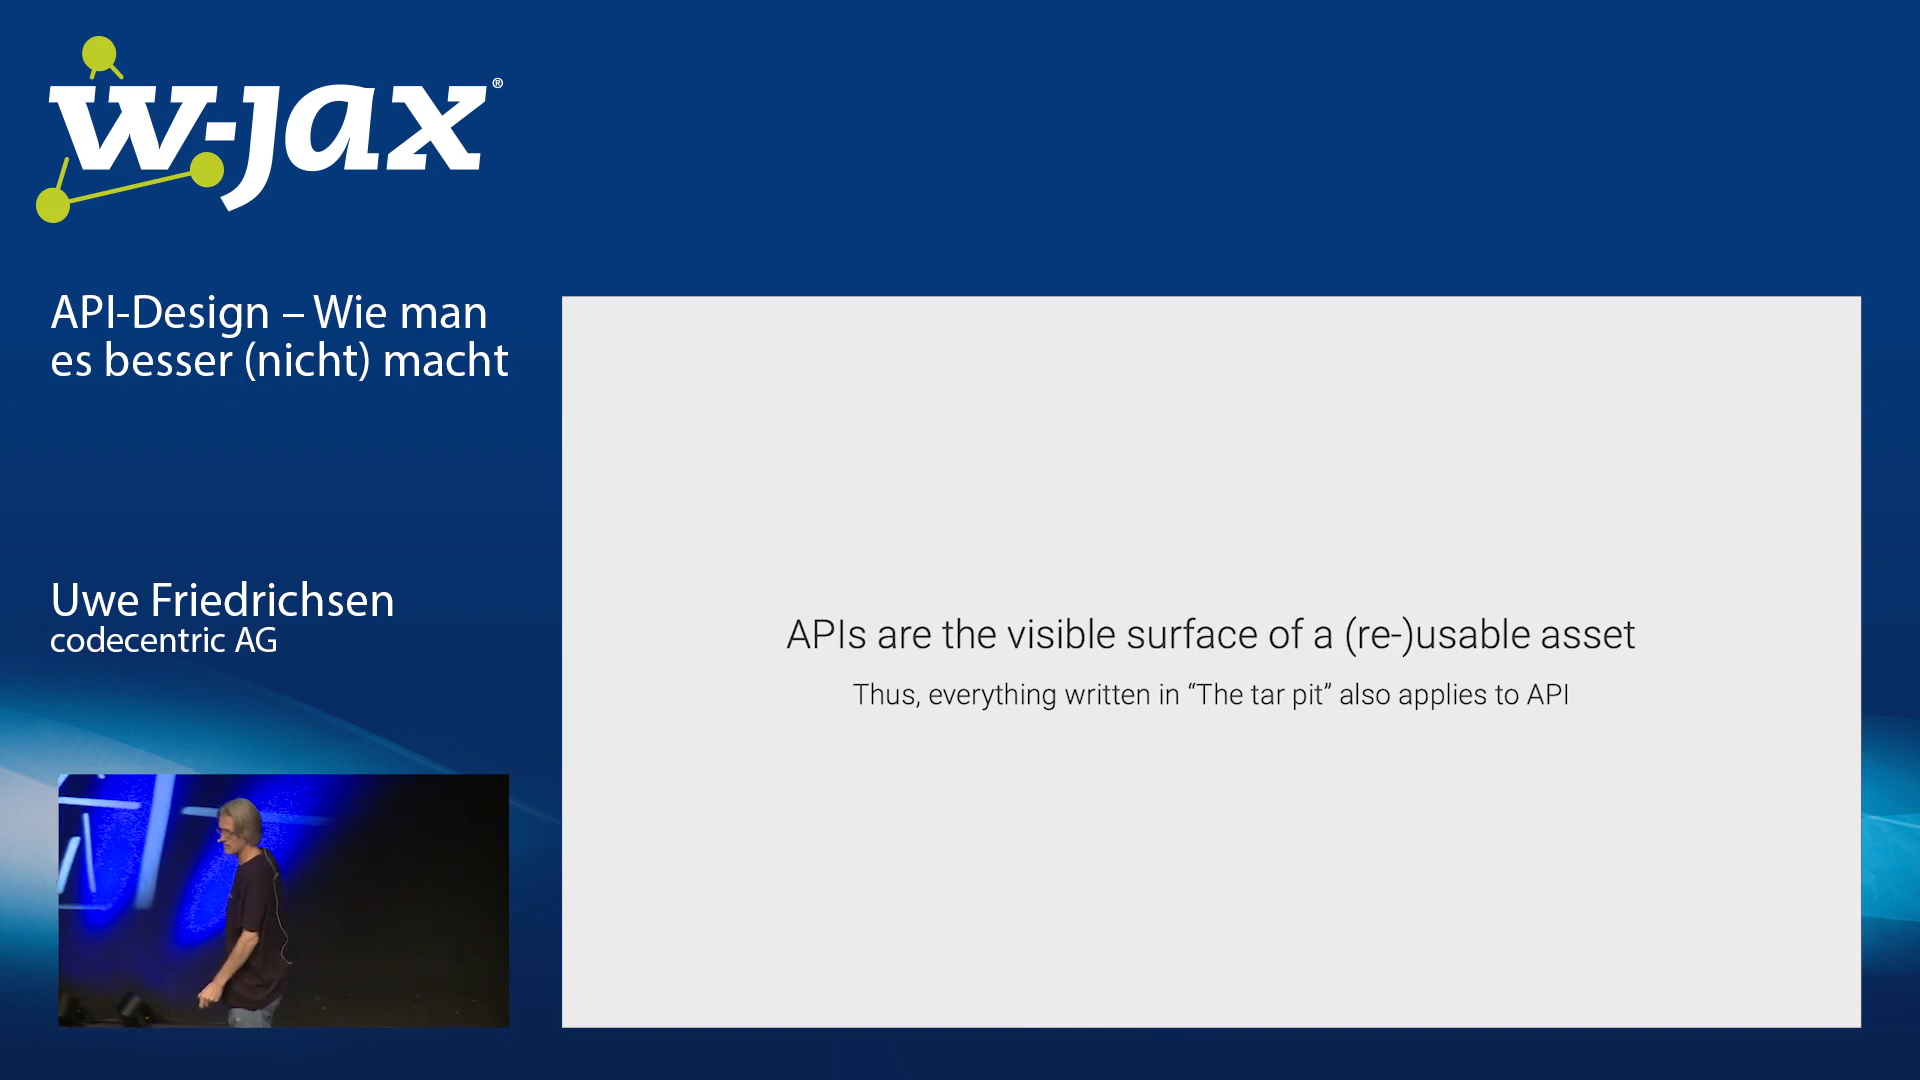 w-jax®
API-Design – Wie man
es besser (nicht) macht
Uwe Friedrichsen
codecentric AG
APIs are the visible surface of a (re-)usable asset
Thus, everything written in “The tar pit” also applies to API